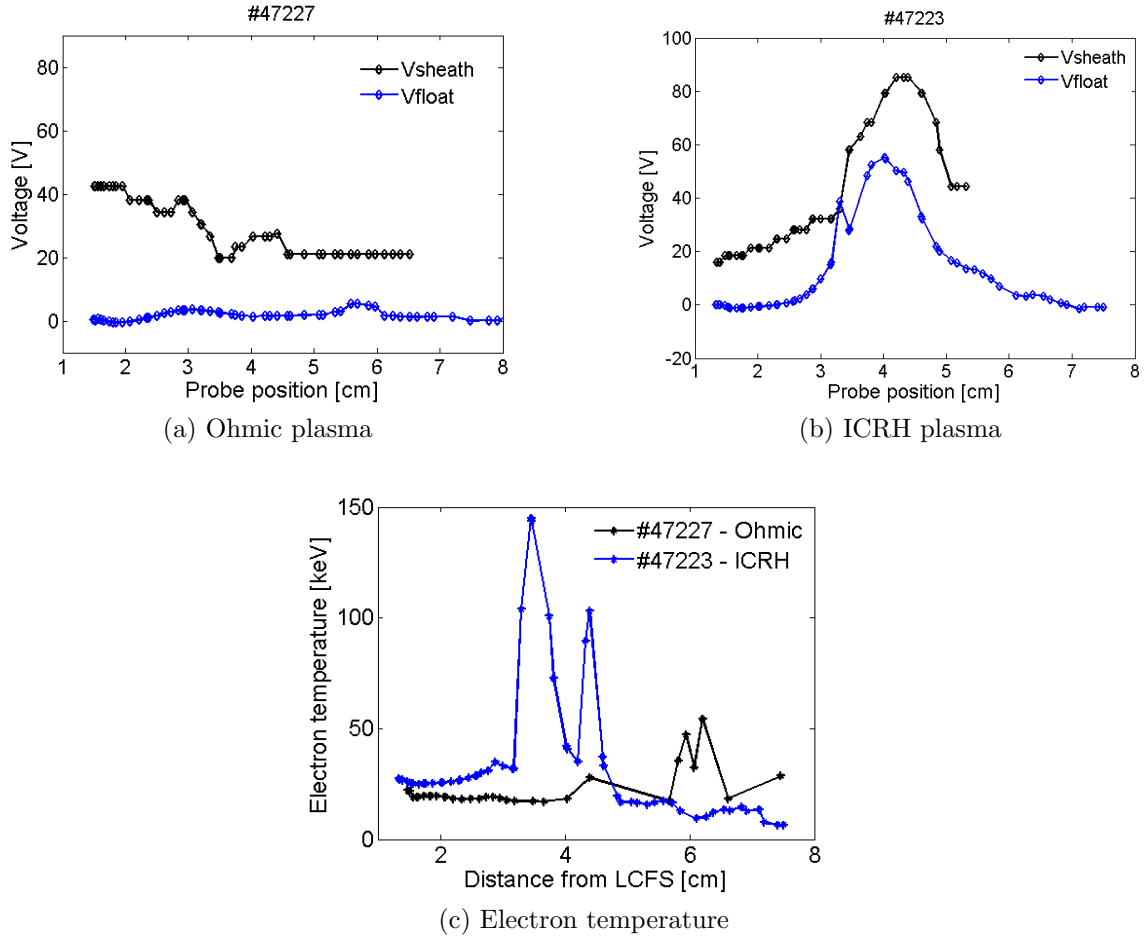 #47227
80
60
40
20
0
Voltage [V]
Vsheath
Vfloat
1 2 3 4 5 6 7 8
Probe position [cm]
(a) Ohmic plasma
#47223
100
80
60
40
20
0
-20
Voltage [V]
Vsheath
Vfloat
1 2 3 4 5 6 7 8
Probe position [cm]
(b) ICRH plasma
150
100
50
0
Electron temperature [keV]
#47227 - Ohmic
#47223 - ICRH
2 4 6 8
Distance from LCFS [cm]
(c) Electron temperature